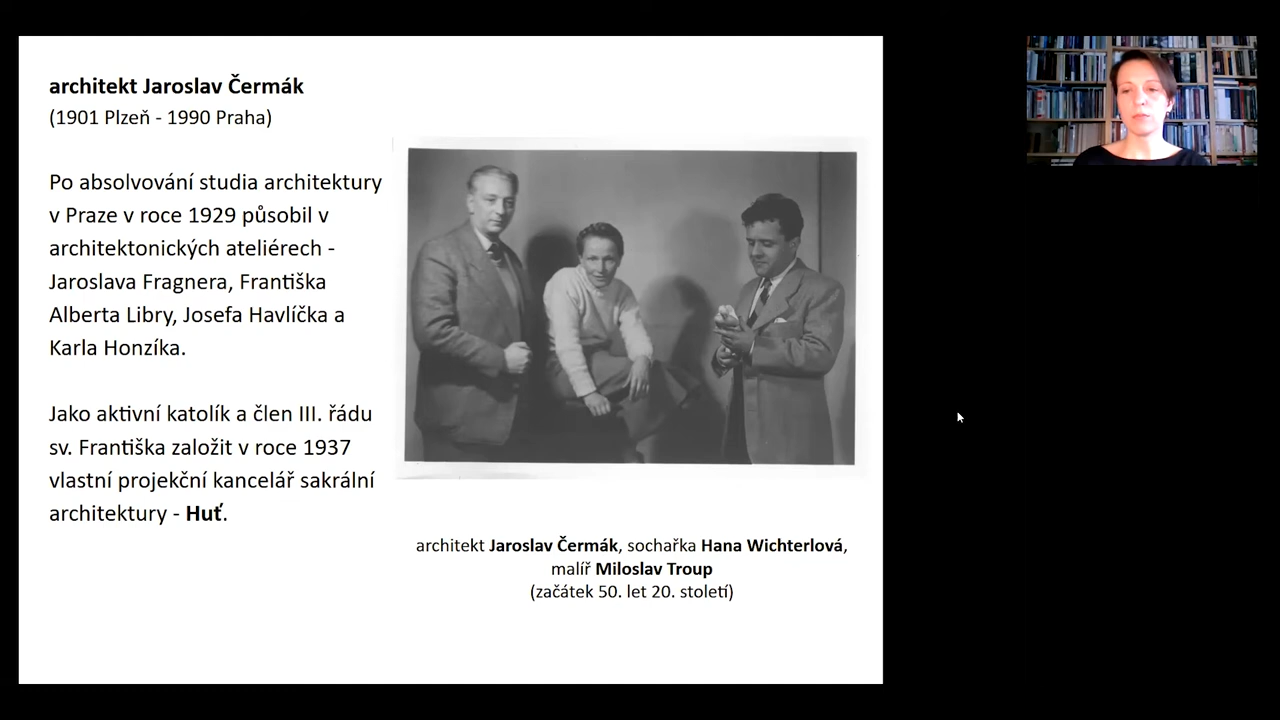 architekt Jaroslav Čermák
(1901 Plzeň - 1990 Praha)
Po absolvování studia architektury
v Praze v roce 1929 působil v
architektonických ateliérech -
Jaroslava Fragnera, Františka
Alberta Libry, Josefa Havlíčka a
Karla Honzíka.
Jako aktivní katolík a člen III. řádu
sv. Františka založit v roce 1937
vlastní projekční kancelář sakrální
architektury - Huť.
architekt Jaroslav Čermák, sochařka Hana Wichterlová,
malíř Miloslav Troup
(začátek 50. let 20. století)